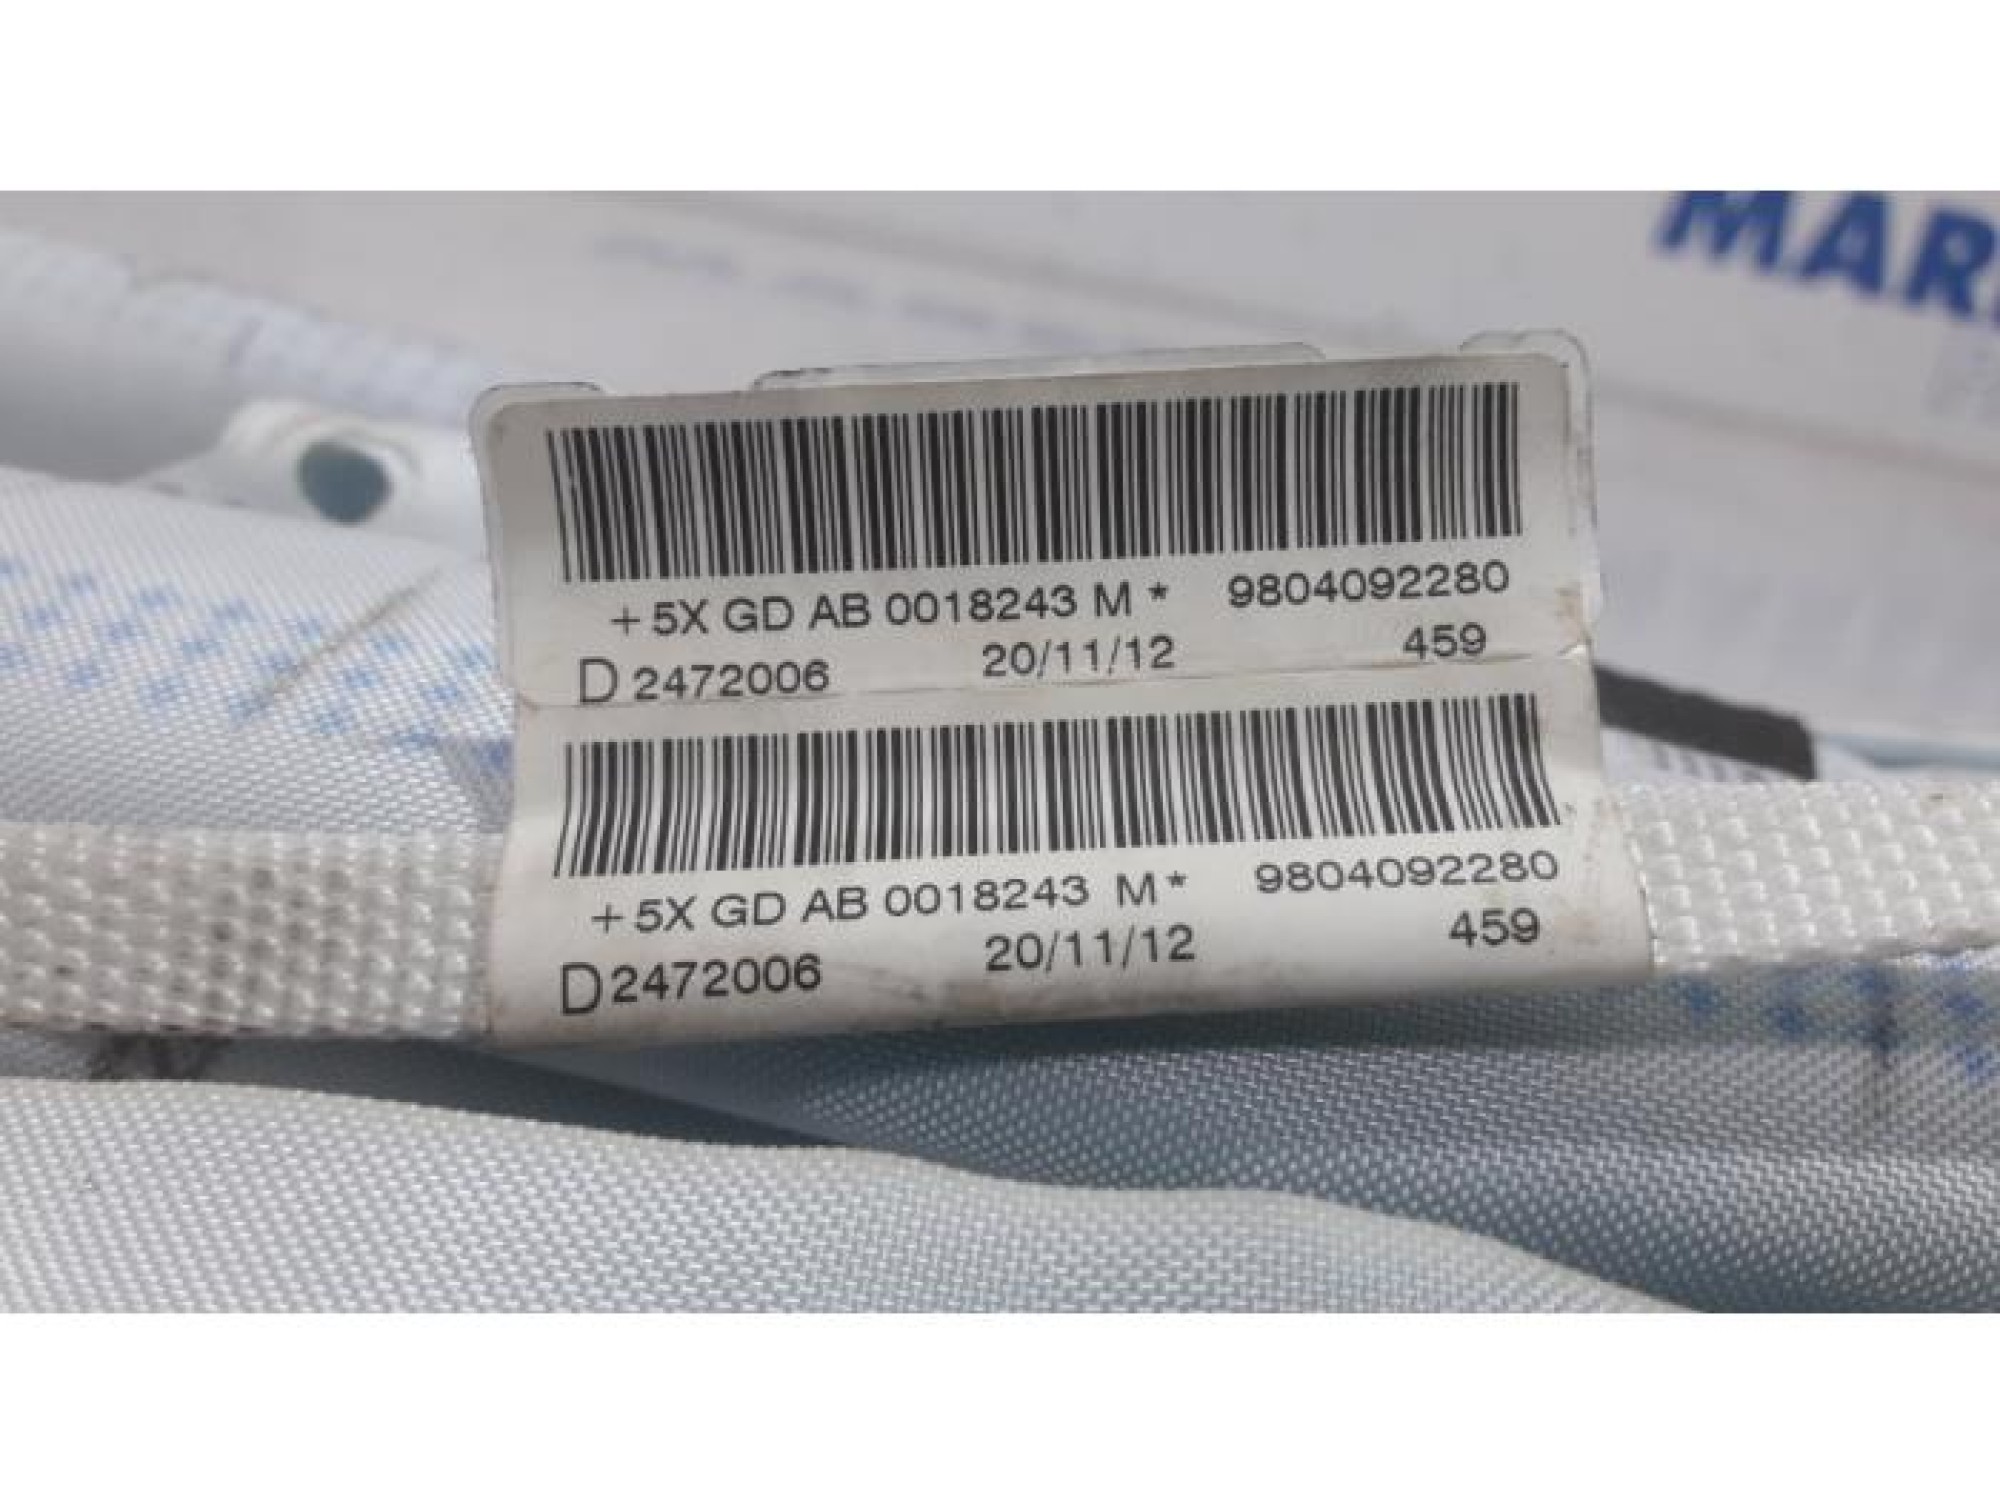 MAR
+5X GD AB 0018243 M* 9804092280
D2472006 20/11/12 459
+5X GD AB 0018243 M* 9804092280
D2472006 20/11/12 459